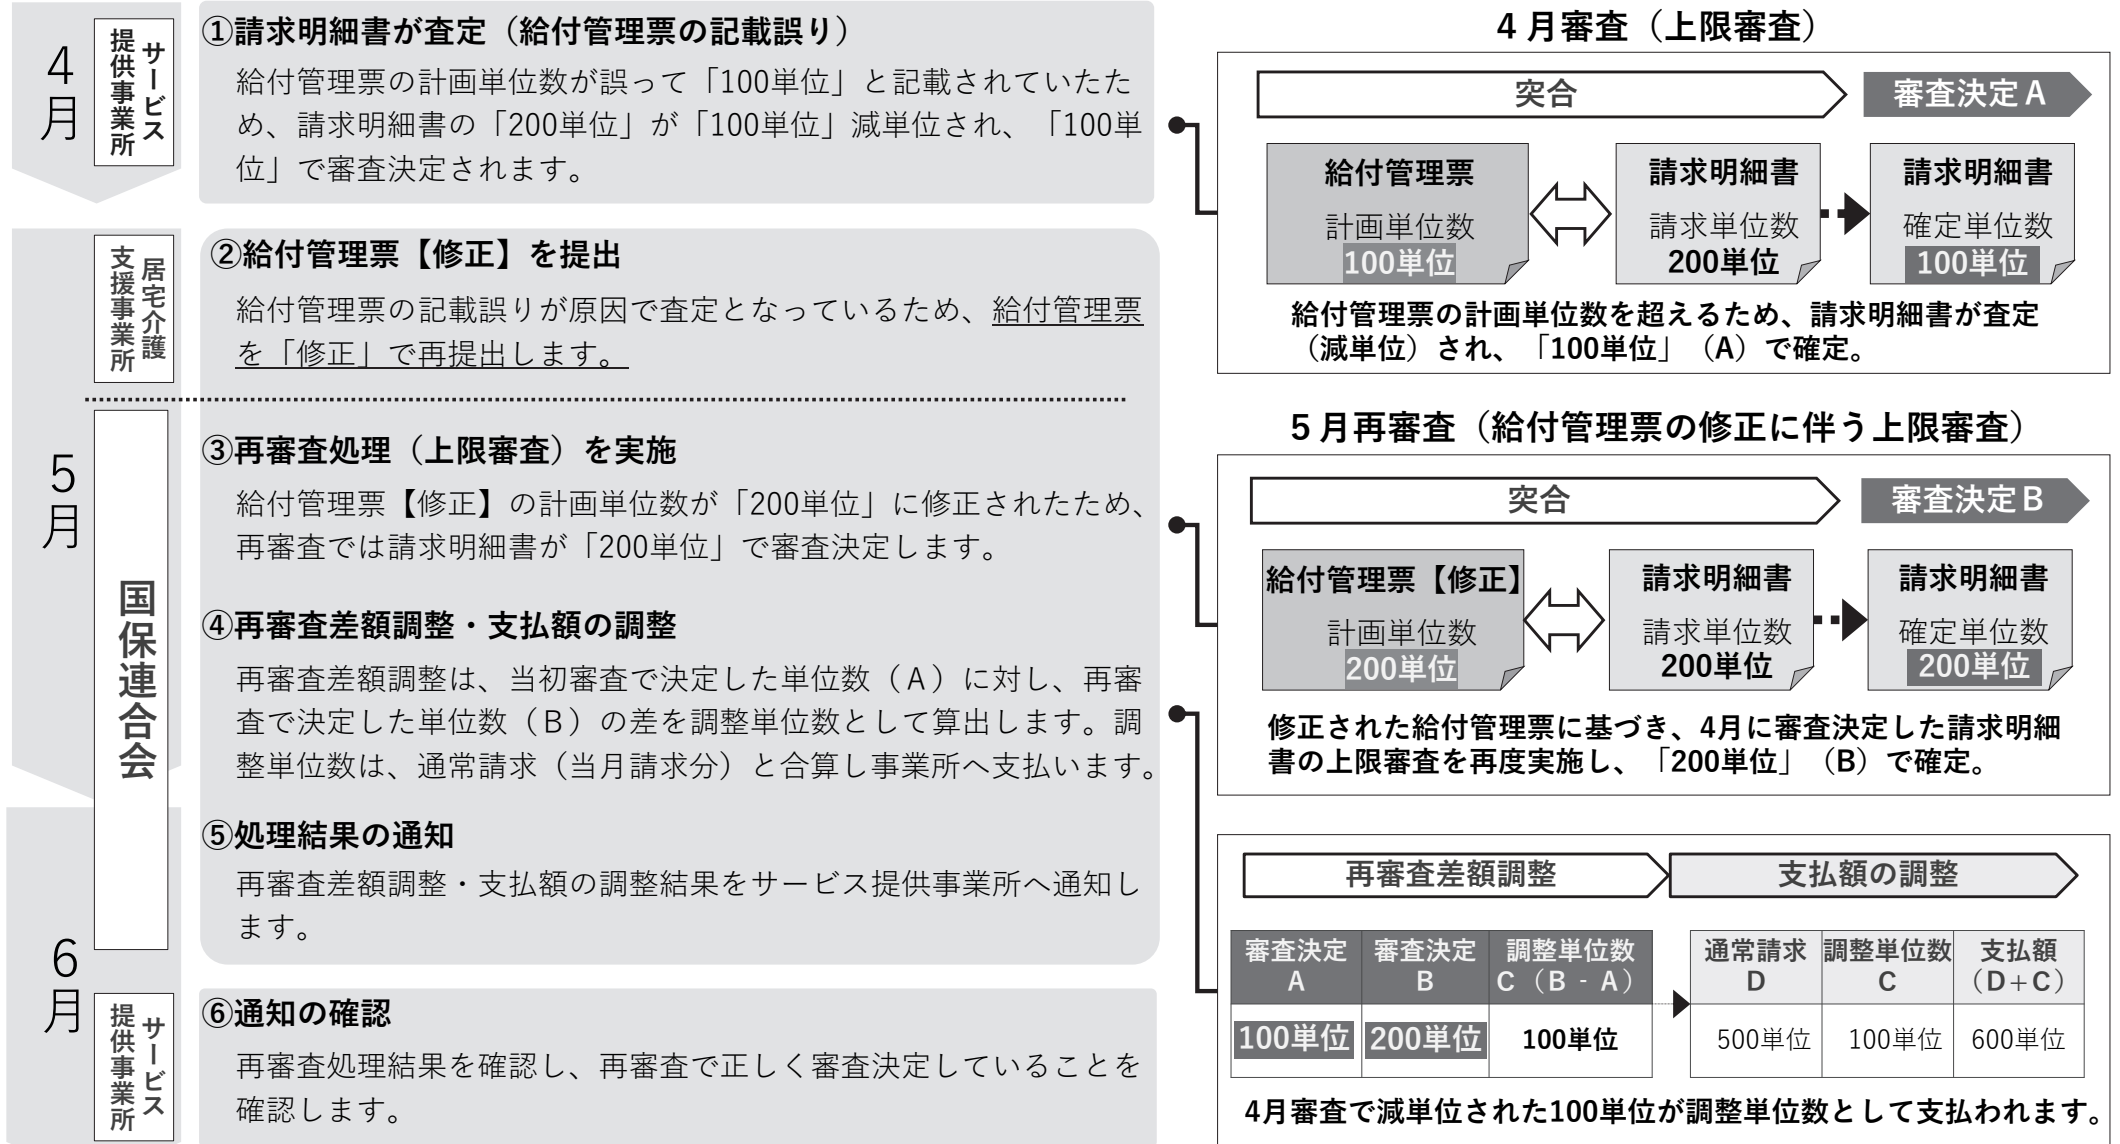 4月
サービス
提供事業所
①請求明細書が査定（給付管理票の記載誤り）
給付管理票の計画単位数が誤って「100単位」と記載されていたた
め、請求明細書の「200単位」が「100単位」減単位され、「100単
位」で審査決定されます。
5月
居宅介護
支援事業所
②給付管理票【修正】を提出
給付管理票の記載誤りが原因で査定となっているため、給付管理票
を「修正」で再提出します。
国保連合会
③再審査処理（上限審査）を実施
給付管理票【修正】の計画単位数が「200単位」に修正されたため、
再審査では請求明細書が「200単位」で審査決定します。
④再審査差額調整・支払額の調整
再審査差額調整は、当初審査で決定した単位数（A）に対し、再審
査で決定した単位数（B）の差を調整単位数として算出します。調
整単位数は、通常請求（当月請求分）と合算し事業所へ支払います。
⑤処理結果の通知
再審査差額調整・支払額の調整結果をサービス提供事業所へ通知し
ます。
6月
サービス
提供事業所
⑥通知の確認
再審査処理結果を確認し、再審査で正しく審査決定していることを
確認します。
4月審査（上限審査）
突合
審査決定A
給付管理票
計画単位数
100単位
請求明細書
請求単位数
200単位
請求明細書
確定単位数
100単位
給付管理票の計画単位数を超えるため、請求明細書が査定
（減単位）され、「100単位」（A）で確定。
5月再審査（給付管理票の修正に伴う上限審査）
突合
審査決定B
給付管理票【修正】
計画単位数
200単位
請求明細書
請求単位数
200単位
請求明細書
確定単位数
200単位
修正された給付管理票に基づき、4月に審査決定した請求明細
書の上限審査を再度実施し、「200単位」（B）で確定。
再審査差額調整
支払額の調整
審査決定 審査決定 調整単位数 通常請求 調整単位数 支払額
A B C（B - A） D C （D+C）
100単位 200単位 100単位 500単位 100単位 600単位
4月審査で減単位された100単位が調整単位数として支払われます。